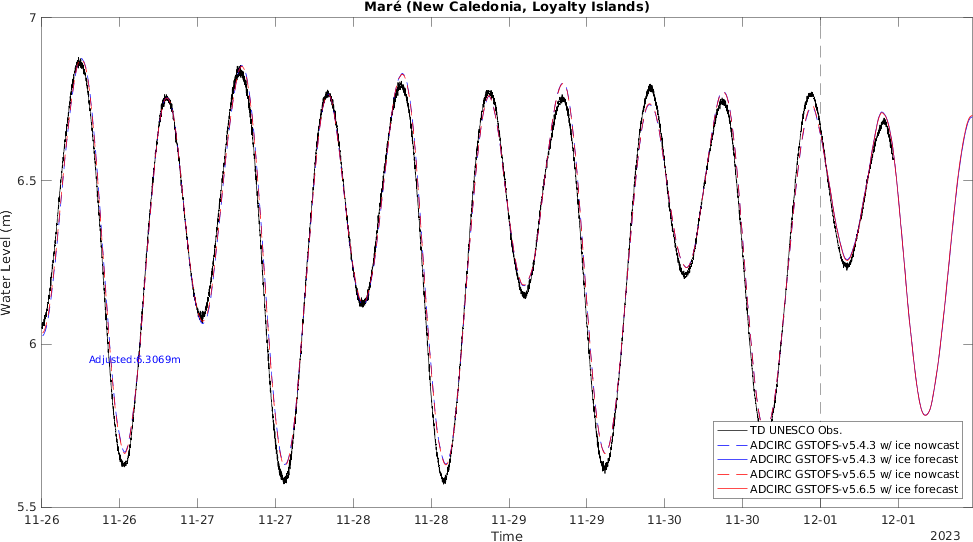 Maré (New Caledonia, Loyalty Islands)
Water Level (m)
7
6.5
6
5.5
Adjusted:6.3069m
TD UNESCO Obs.
ADCIRC GSTOFS-v5.4.3 w/ ice nowcast
ADCIRC GSTOFS-v5.4.3 w/ ice forecast
ADCIRC GSTOFS-v5.6.5 w/ ice nowcast
ADCIRC GSTOFS-v5.6.5 w/ ice forecast
11-26 11-26 11-27 11-27 11-28 11-28 11-29 11-29 11-30 11-30 12-01 12-01
Time
2023